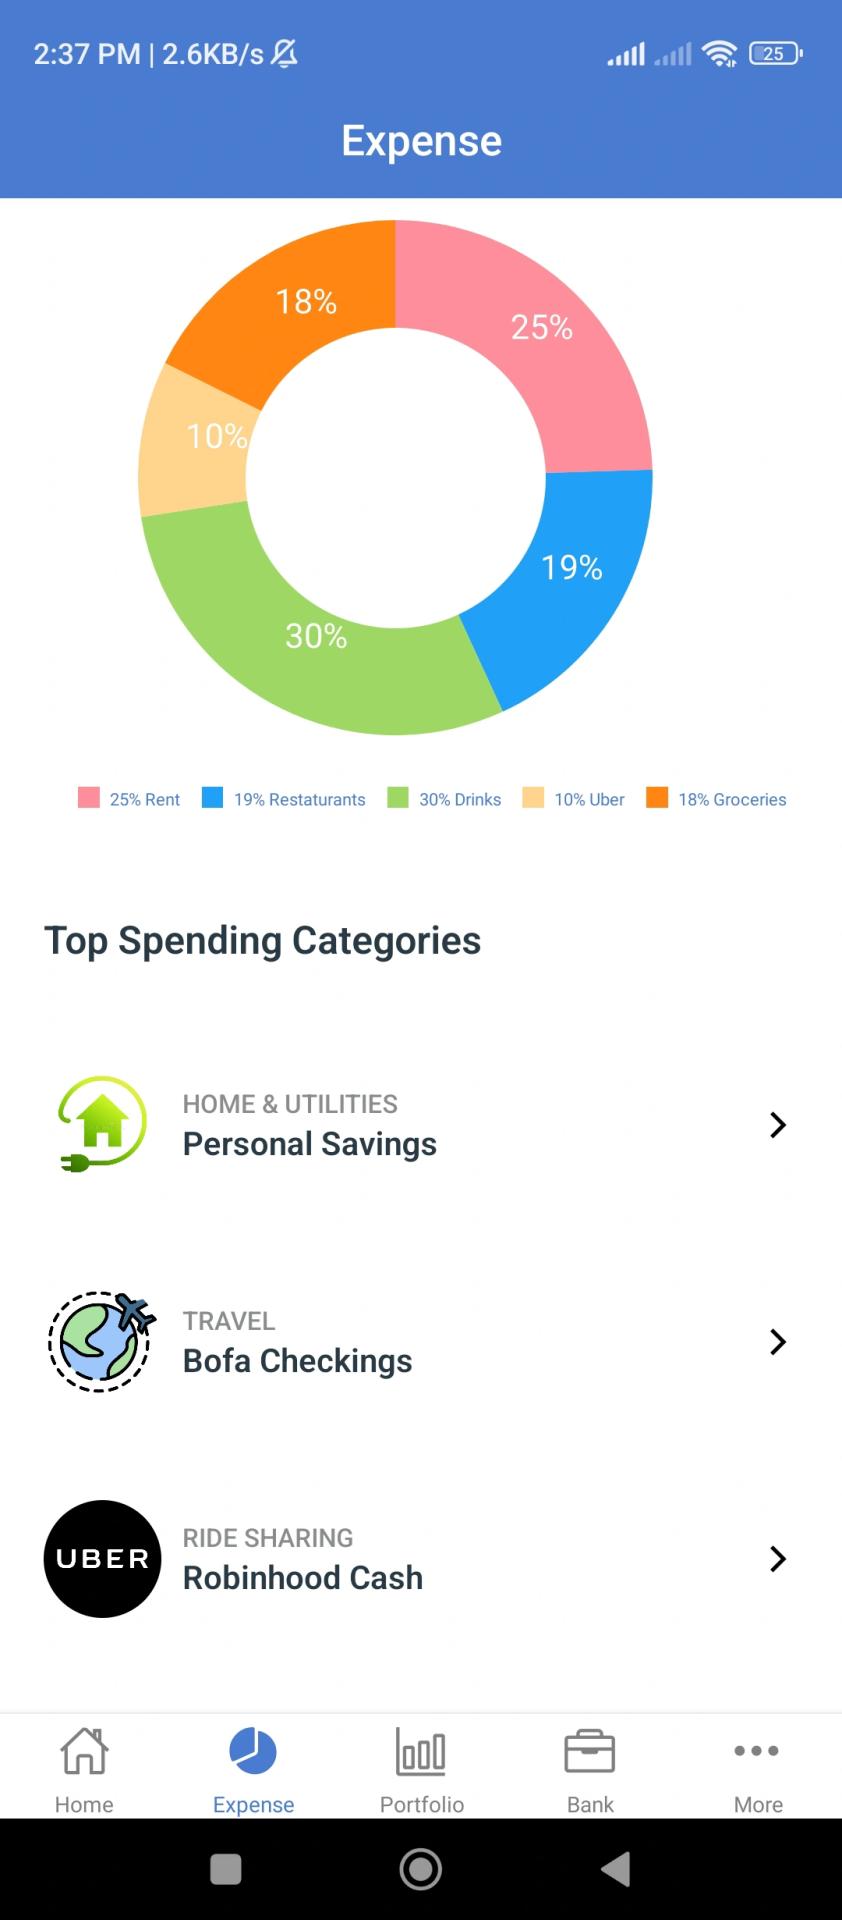 2:37 PM | 2.6KB/s
25
Expense
18%
25%
10%
19%
30%
25% Rent 19% Restaturants 30% Drinks 10% Uber 18% Groceries
Top Spending Categories
HOME & UTILITIES
Personal Savings
TRAVEL
Bofa Checkings
UBER
RIDE SHARING
Robinhood Cash
Home Expense Portfolio Bank More